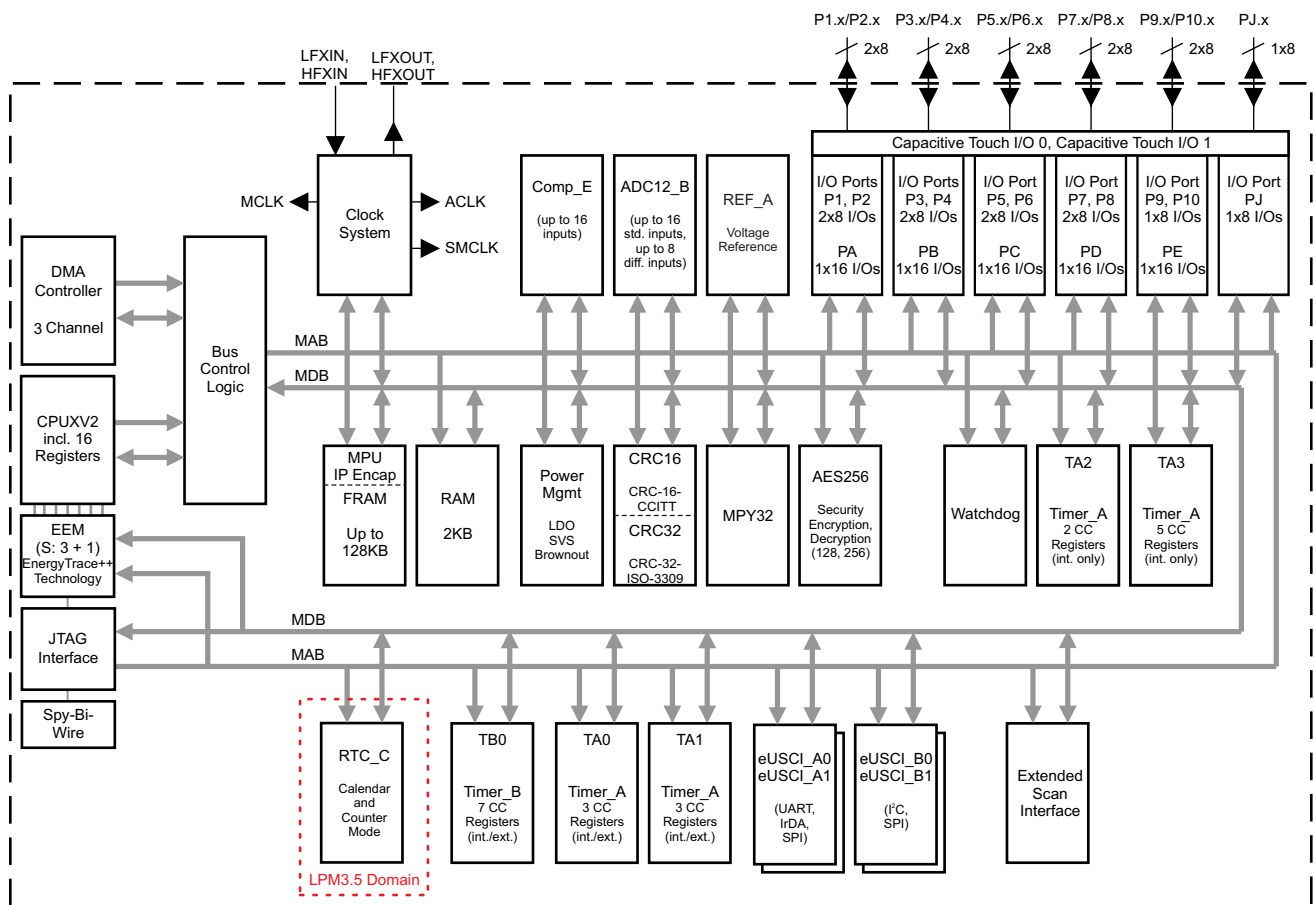 P1.x/P2.x P3.x/P4.x P5.x/P6.x P7.x/P8.x P9.x/P10.x PJ.x
2x8 2x8 2x8 2x8 2x8 1x8
LFXIN,
HFXIN
LFXOUT,
HFXOUT
Capacitive Touch I/O 0, Capacitive Touch I/O 1
MCLK
Clock
System
ACLK
SMCLK
Comp_E
(up to 16
inputs)
ADC12_B
(up to 16
std. inputs,
up to 8
diff. inputs)
REF_A
Voltage
Reference
I/O Ports
P1, P2
2x8 I/Os
PA
1x16 I/Os
I/O Ports
P3, P4
2x8 I/Os
PB
1x16 I/Os
I/O Port
P5, P6
2x8 I/Os
PC
1x16 I/Os
I/O Port
P7, P8
2x8 I/Os
PD
1x16 I/Os
I/O Port
P9, P10
1x8 I/Os
PE
1x16 I/Os
I/O Port
PJ
1x8 I/Os
DMA
Controller
3 Channel
Bus
Control
Logic
MAB
MDB
CPUXV2
incl. 16
Registers
EEM
(S: 3 + 1)
EnergyTrace++
Technology
JTAG
Interface
Spy-Bi-
Wire
MPU
IP Encap
FRAM
Up to
128KB
RAM
2KB
Power
Mgmt
LDO
SVS
Brownout
CRC16
CRC-16-
CCITT
CRC32
CRC-32-
ISO-3309
MPY32
AES256
Security
Encryption,
Decryption
(128, 256)
Watchdog
TA2
Timer_A
2 CC
Registers
(int. only)
TA3
Timer_A
5 CC
Registers
(int. only)
MDB
MAB
RTC_C
Calendar
and
Counter
Mode
LPM3.5 Domain
TB0
Timer_B
7 CC
Registers
(int./ext.)
TA0
Timer_A
3 CC
Registers
(int./ext.)
TA1
Timer_A
3 CC
Registers
(int./ext.)
eUSCI_A0
eUSCI_A1
(UART,
IrDA,
SPI)
eUSCI_B0
eUSCI_B1
(I²C,
SPI)
Extended
Scan
Interface